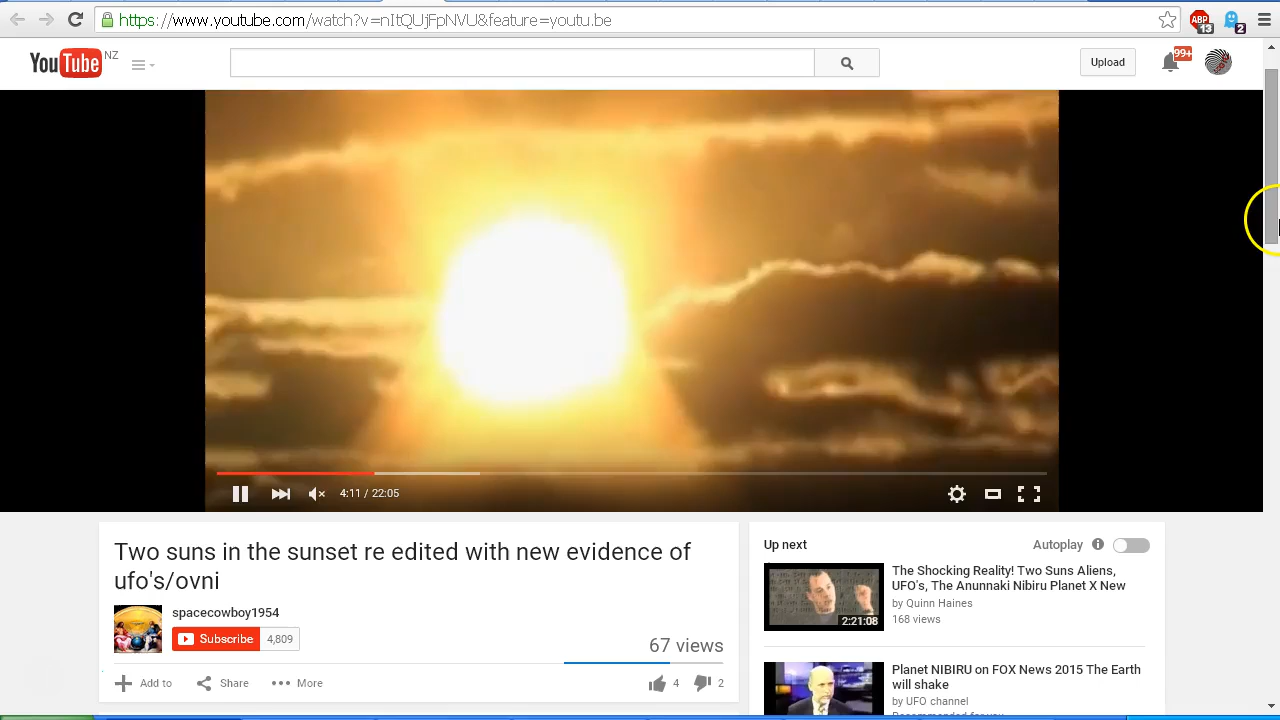 https://www.youtube.com/watch?v=nItQUjFpNVU&feature=youtu.be
ABP
13
2
YouTube NZ
Upload
99+
4:11 / 22:05
Two suns in the sunset re edited with new evidence of
ufo's/ovni
spacecowboy1954
Subscribe 4,809
67 views
Add to
Share
More
4
2
Up next
Autoplay
The Shocking Reality! Two Suns Aliens,
UFO's, The Anunnaki Nibiru Planet X New
by Quinn Haines
168 views
2:21:08
Planet NIBIRU on FOX News 2015 The Earth
will shake
by UFO channel
Recommended for you